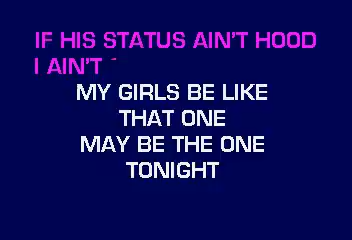 IF HIS STATUS AIN'T HOOD
I AIN'T -
MY GIRLS BE LIKE
THAT ONE
MAY BE THE ONE
TONIGHT